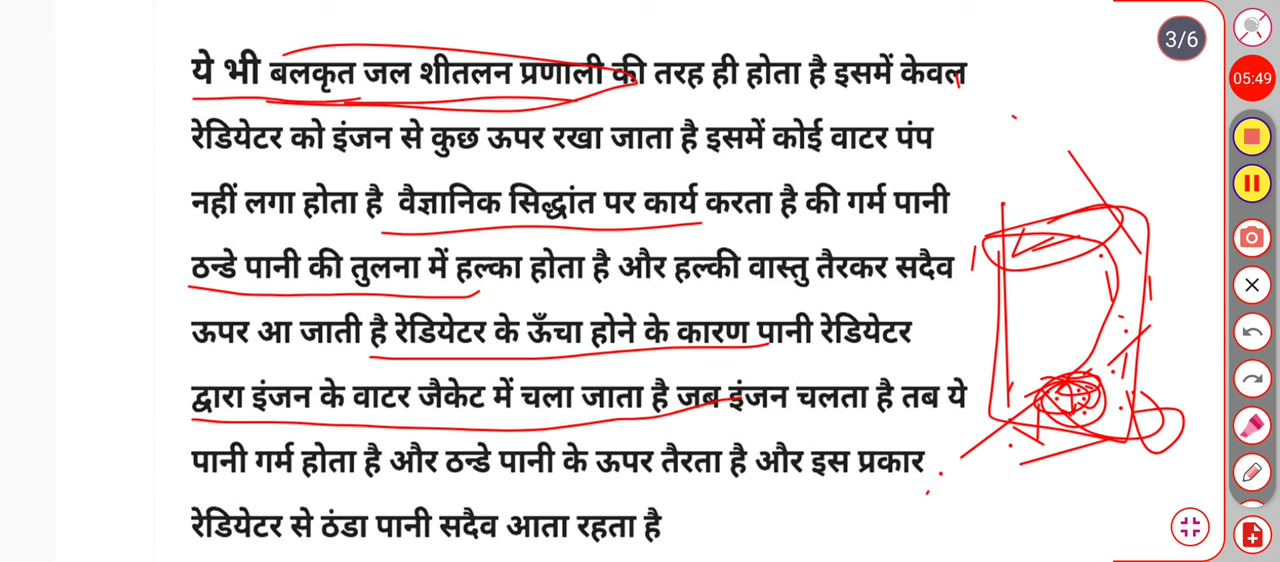 ये भी बलकृत जल शीतलन प्रणाली की तरह ही होता है इसमें केवल
रेडियेटर को इंजन से कुछ ऊपर रखा जाता है इसमें कोई वाटर पंप
नहीं लगा होता है वैज्ञानिक सिद्धांत पर कार्य करता है की गर्म पानी
ठन्डे पानी की तुलना में हल्का होता है और हल्की वास्तु तैरकर सदैव
ऊपर आ जाती है रेडियेटर के ऊँचा होने के कारण पानी रेडियेटर
द्वारा इंजन के वाटर जैकेट में चला जाता है जब इंजन चलता है तब ये
पानी गर्म होता है और ठन्डे पानी के ऊपर तैरता है और इस प्रकार
रेडियेटर से ठंडा पानी सदैव आता रहता है
3/6
05:49